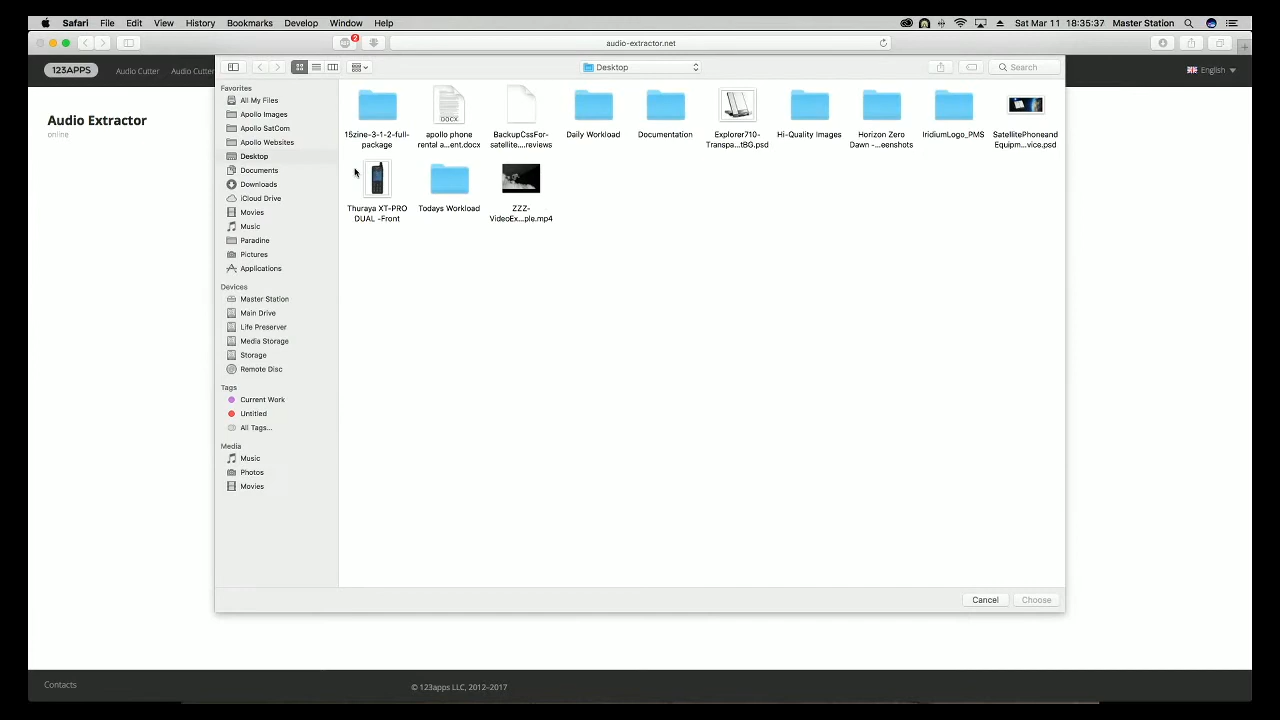 Safari File Edit View History Bookmarks Develop Window Help
Sat Mar 11 18:35:37 Master Station
2
audio-extractor.net
123APPS Audio Cutter Audio Cutter
English
Desktop
Search
Audio Extractor
online
Favorites
All My Files
Apollo Images
Apollo SatCom
Apollo Websites
Desktop
Documents
Downloads
iCloud Drive
Movies
Music
Paradine
Pictures
Applications
Devices
Master Station
Main Drive
Life Preserver
Media Storage
Storage
Remote Disc
Tags
Current Work
Untitled
All Tags...
Media
Music
Photos
Movies
DOCX
15zine-3-1-2-full-
package
apollo phone
rental a...ent.docx
BackupCssFor-
satellite....reviews
Daily Workload
Documentation
Explorer710-
Transpa...tBG.psd
Hi-Quality Images
Horizon Zero
Dawn -...eenshots
IridiumLogo_PMS
SatellitePhoneand
Equipm...vice.psd
Thuraya XT-PRO
DUAL -Front
Todays Workload
ZZZ-
VideoEx...ple.mp4
Cancel Choose
Contacts
© 123apps LLC, 2012–2017